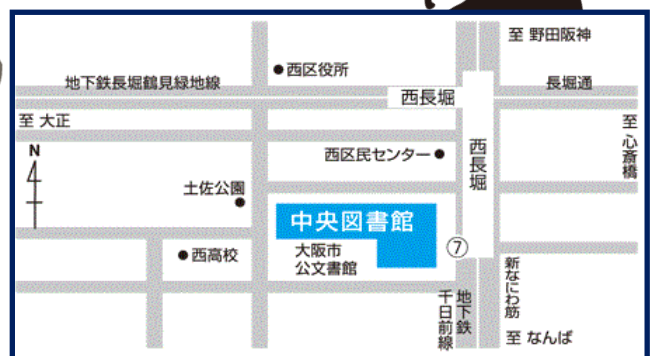 至 野田阪神
西区役所
地下鉄長堀鶴見緑地線
西長堀
長堀通
至 大正
至 心斎橋
N
西区民センター
西長堀
土佐公園
中央図書館
大阪市
公文書館
⑦
西高校
新なにわ筋
地下鉄
千日前線
至 なんば